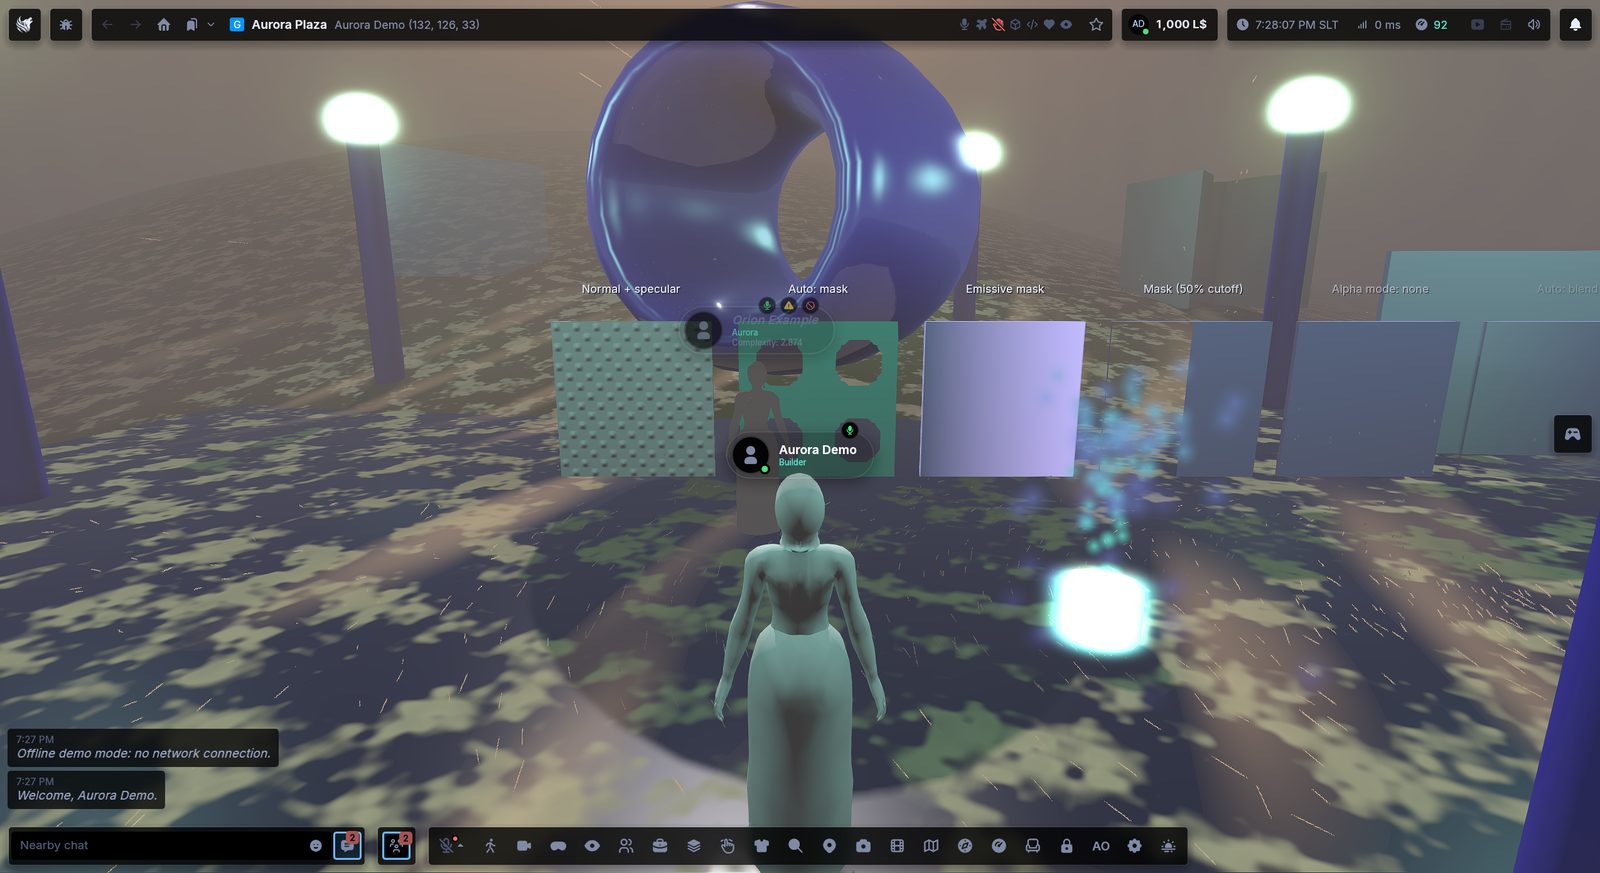 G Aurora Plaza Aurora Demo (132, 126, 33)
AD 1,000 L$
7:28:07 PM SLT 0 ms 92
Normal + specular
Auto: mask
Emissive mask
Mask (50% cutoff)
Alpha mode: none
Auto: blend
Orion Example
Aurora
Complexity: 2,874
Aurora Demo
Builder
7:27 PM
Offline demo mode: no network connection.
7:27 PM
Welcome, Aurora Demo.
Nearby chat
2
2
AO